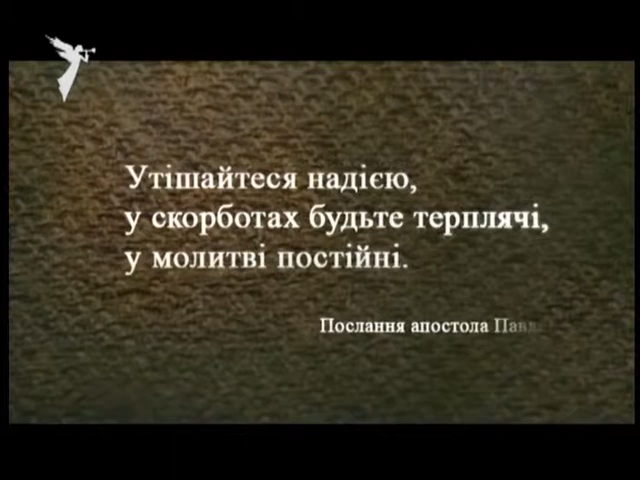 Утішайтеся надією,
у скорботах будьте терплячі,
у молитві постійні.
Послання апостола